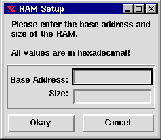 RAM Setup
Please enter the base address and
size of the RAM.
All values are in hexadecimal!
Base Address:
Size:
Okay
Cancel